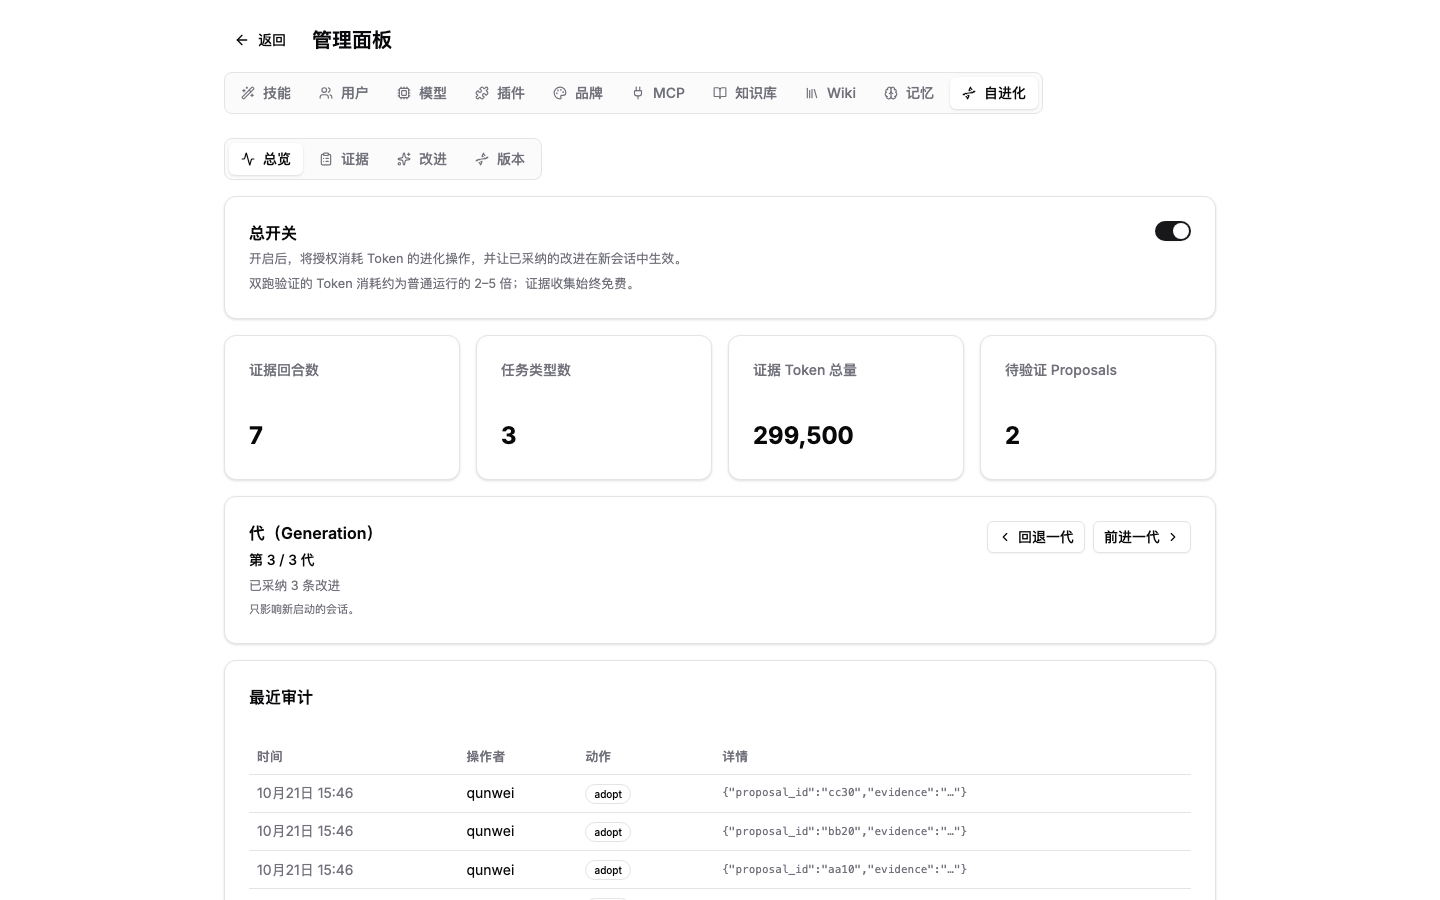 返回 管理面板
技能 用户 模型 插件 品牌 MCP 知识库 Wiki 记忆 自进化
总览 证据 改进 版本
总开关
开启后，将授权消耗 Token 的进化操作，并让已采纳的改进在新会话中生效。
双跑验证的 Token 消耗约为普通运行的 2–5 倍；证据收集始终免费。
证据回合数 任务类型数 证据 Token 总量 待验证 Proposals
7 3 299,500 2
代（Generation）
回退一代 前进一代
第 3 / 3 代
已采纳 3 条改进
只影响新启动的会话。
最近审计
时间 操作者 动作 详情
10月21日 15:46 qunwei adopt {"proposal_id":"cc30","evidence":"…"}
10月21日 15:46 qunwei adopt {"proposal_id":"bb20","evidence":"…"}
10月21日 15:46 qunwei adopt {"proposal_id":"aa10","evidence":"…"}